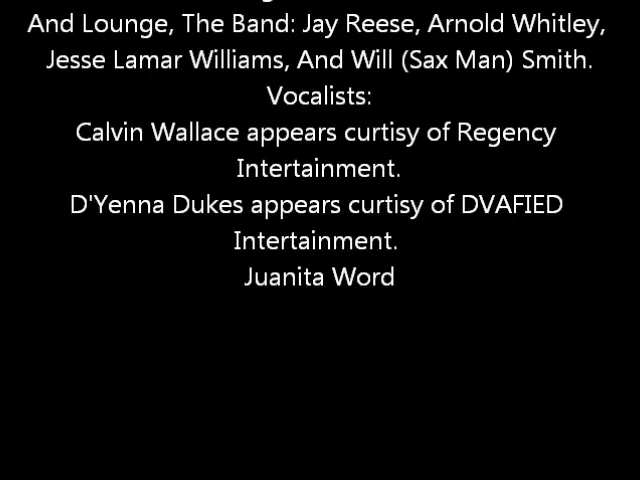 And Lounge, The Band: Jay Reese, Arnold Whitley,
Jesse Lamar Williams, And Will (Sax Man) Smith.
Vocalists:
Calvin Wallace appears curtisy of Regency
Intertainment.
D'Yenna Dukes appears curtisy of DVAFIED
Intertainment.
Juanita Word